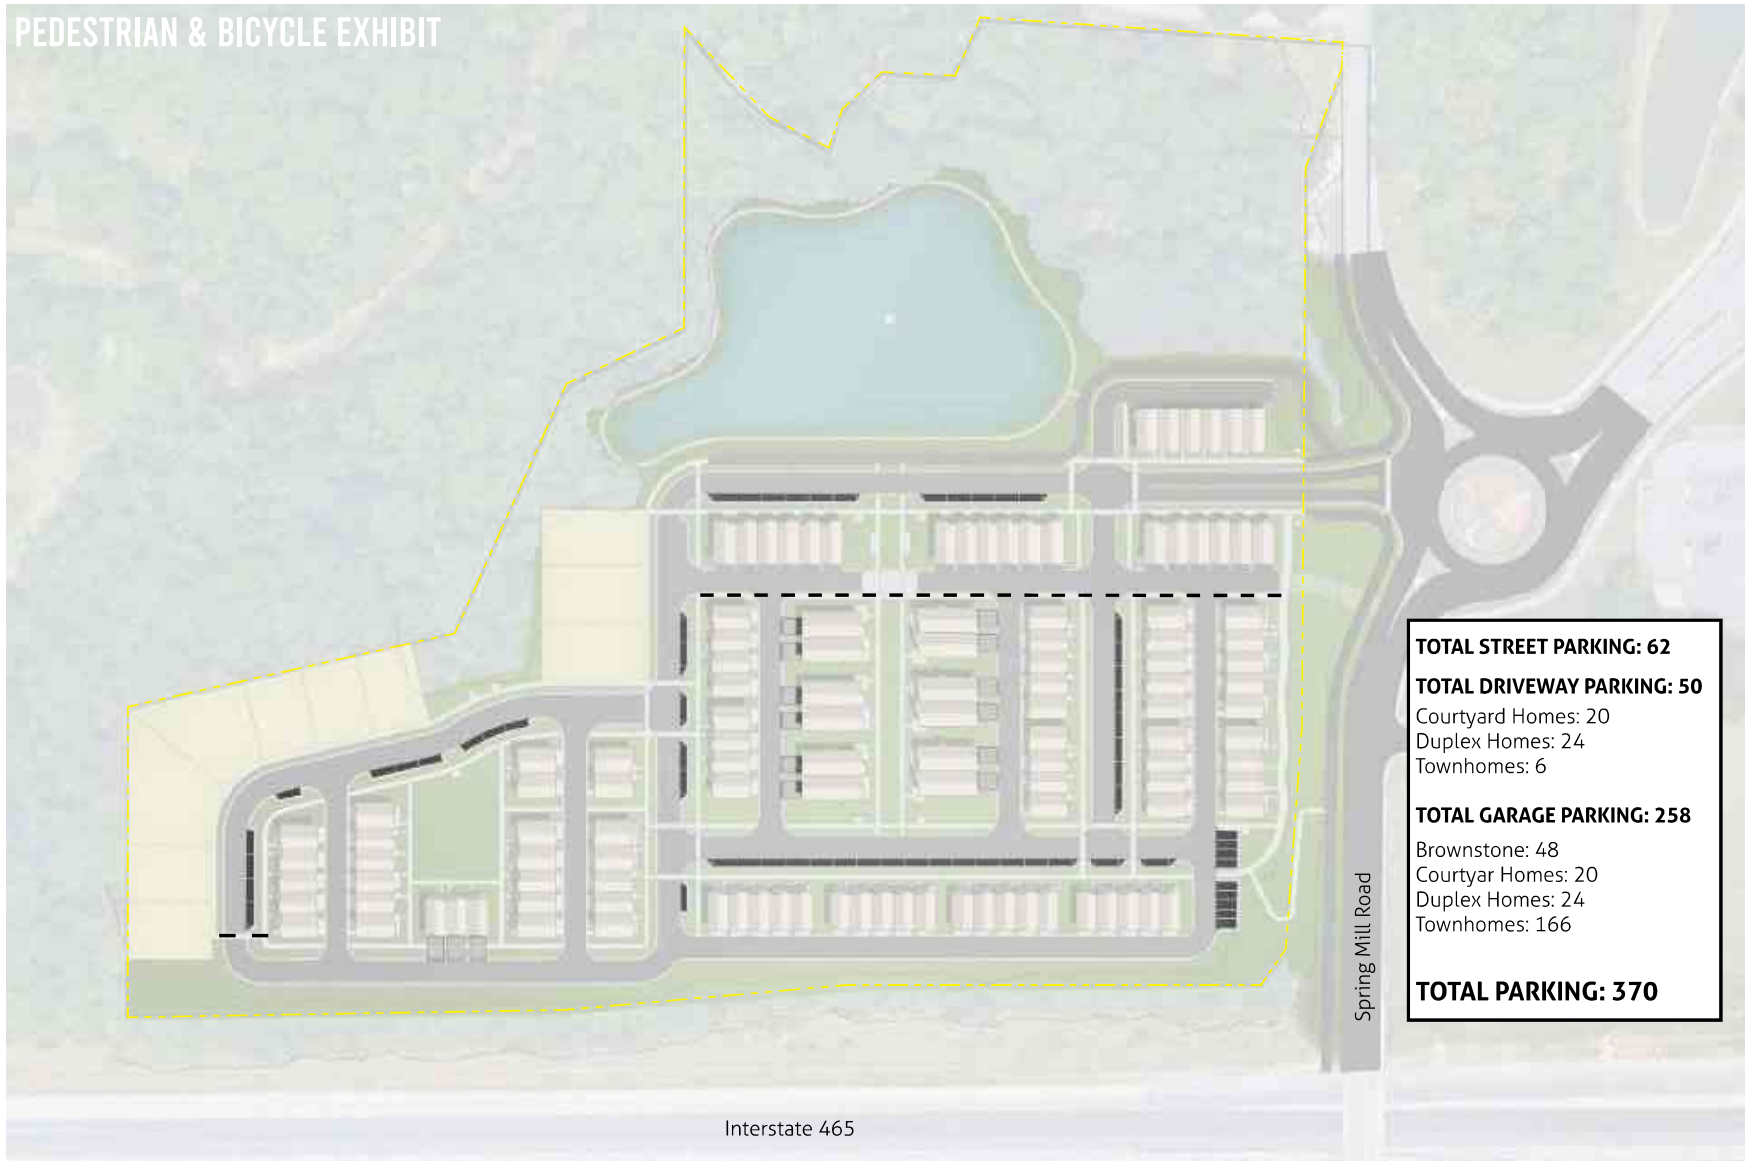 PEDESTRIAN & BICYCLE EXHIBIT
TOTAL STREET PARKING: 62
TOTAL DRIVEWAY PARKING: 50
Courtyard Homes: 20
Duplex Homes: 24
Townhomes: 6
TOTAL GARAGE PARKING: 258
Brownstone: 48
Courtyar Homes: 20
Duplex Homes: 24
Townhomes: 166
TOTAL PARKING: 370
Spring Mill Road
Interstate 465